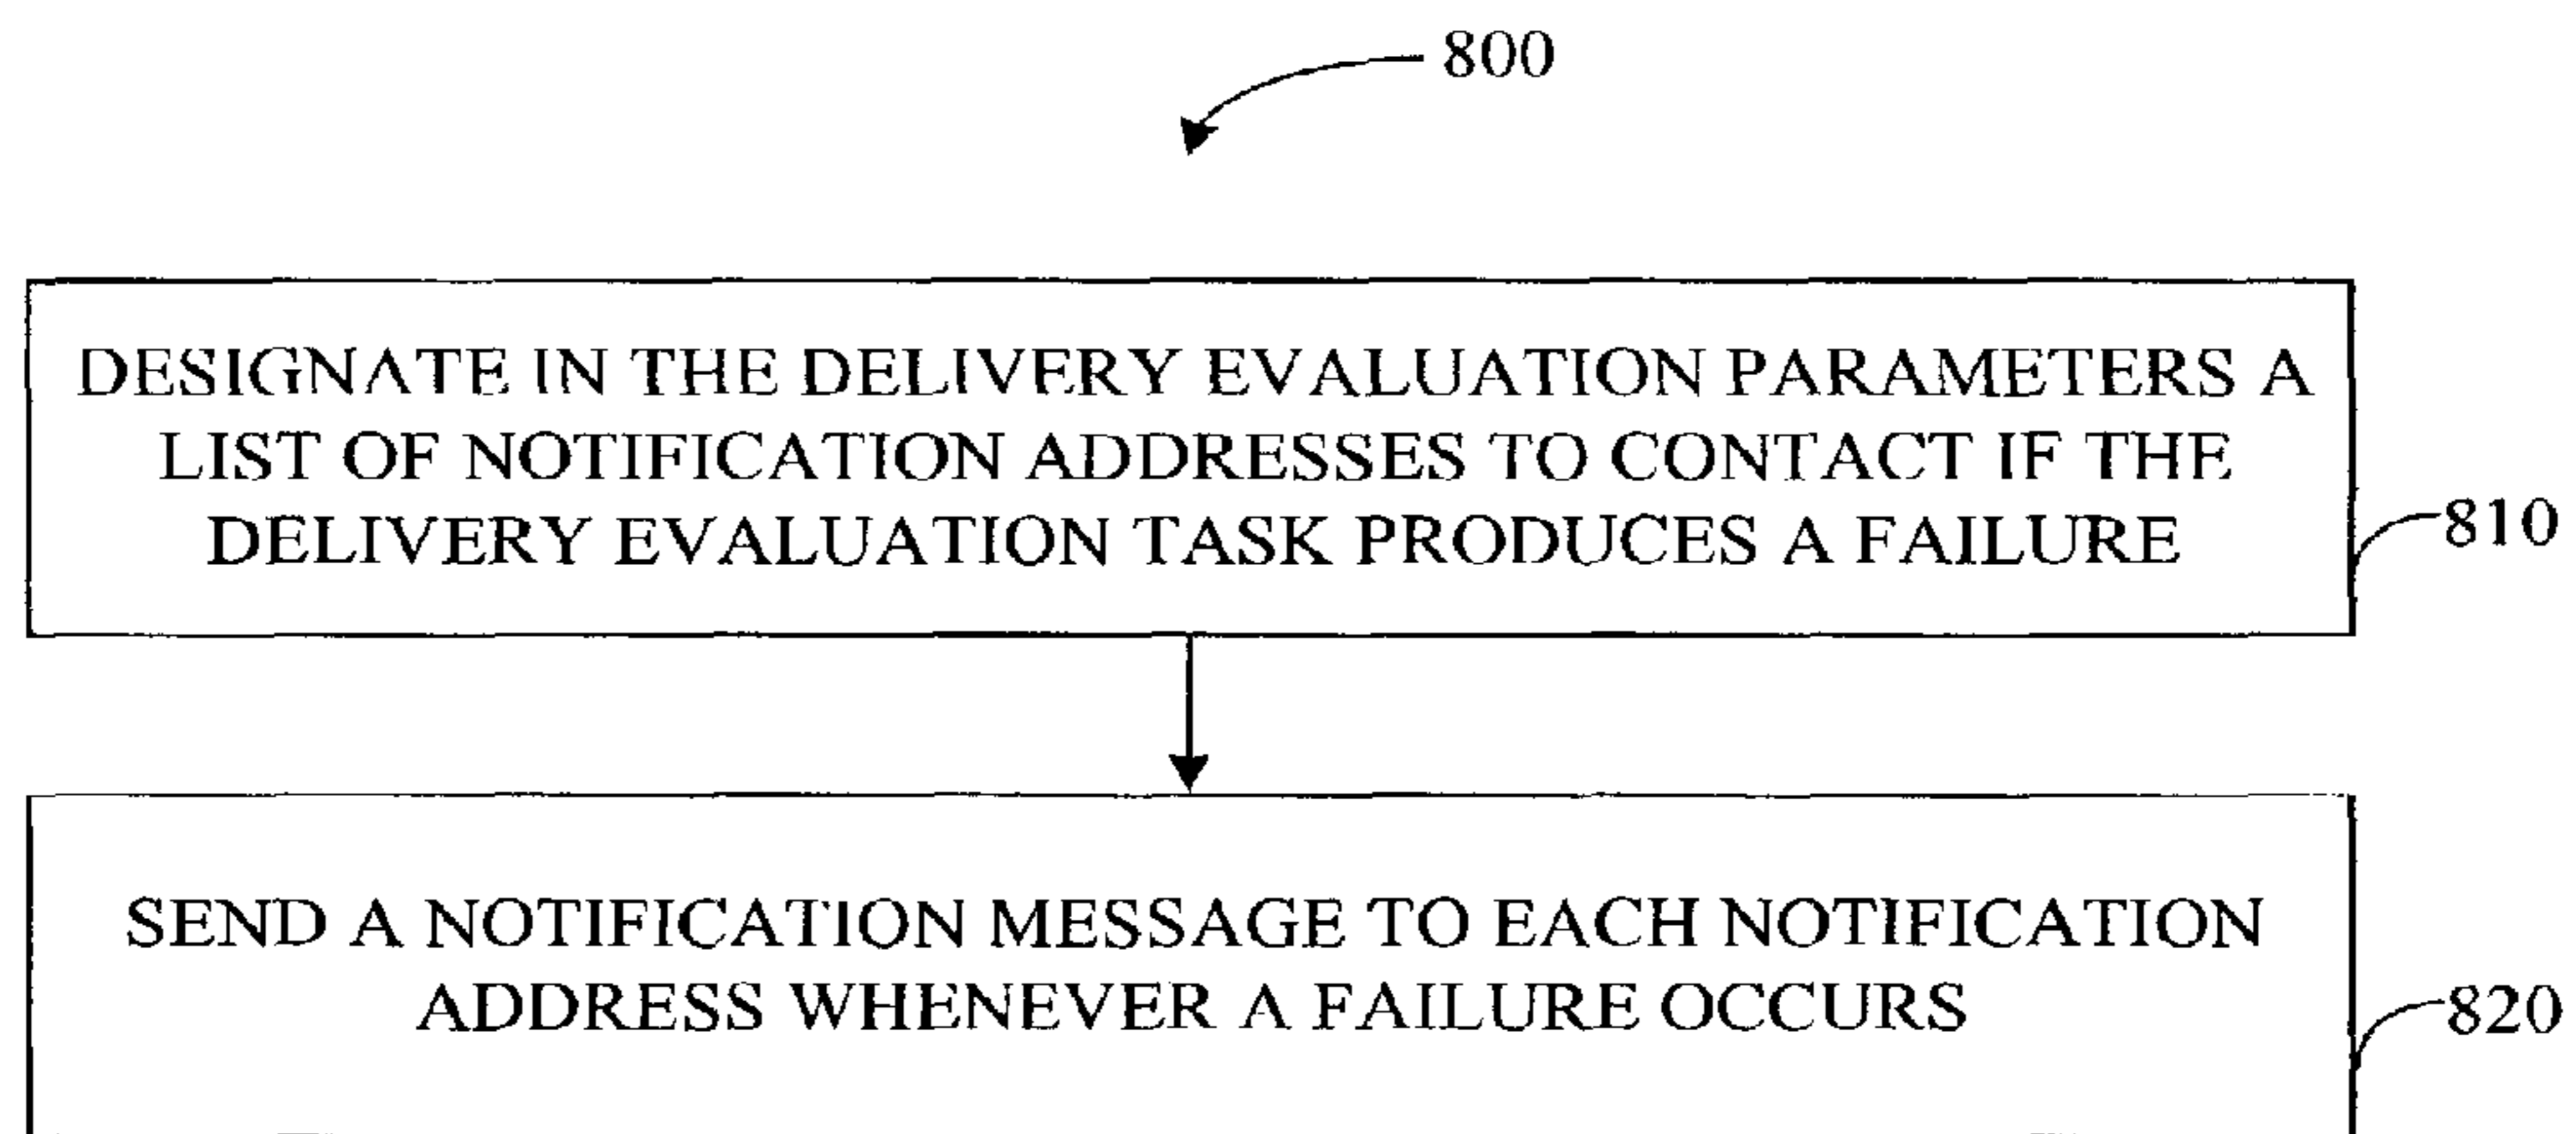 800
DESIGNATE IN THE DELIVERY EVALUATION PARAMETERS A
LIST OF NOTIFICATION ADDRESSES TO CONTACT IF THE
DELIVERY EVALUATION TASK PRODUCES A FAILURE
810
SEND A NOTIFICATION MESSAGE TO EACH NOTIFICATION
ADDRESS WHENEVER A FAILURE OCCURS
820